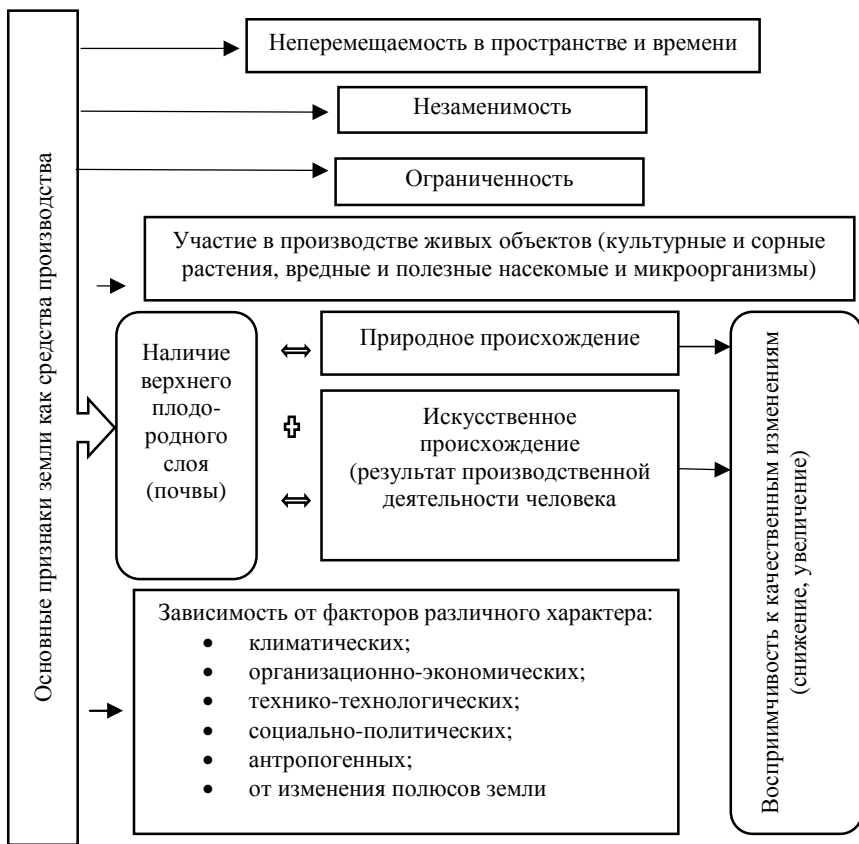 Основные признаки земли как средства производства
Неперемещаемость в пространстве и времени
Незаменимость
Ограниченность
Участие в производстве живых объектов (культурные и сорные
растения, вредные и полезные насекомые и микроорганизмы)
Наличие
верхнего
плодо-
родного
слоя
(почвы)
Природное происхождение
Искусственное
происхождение
(результат производственной
деятельности человека
Восприимчивость к качественным изменениям
(снижение, увеличение)
Зависимость от факторов различного характера:
• климатических;
• организационно-экономических;
• технико-технологических;
• социально-политических;
• антропогенных;
• от изменения полюсов земли